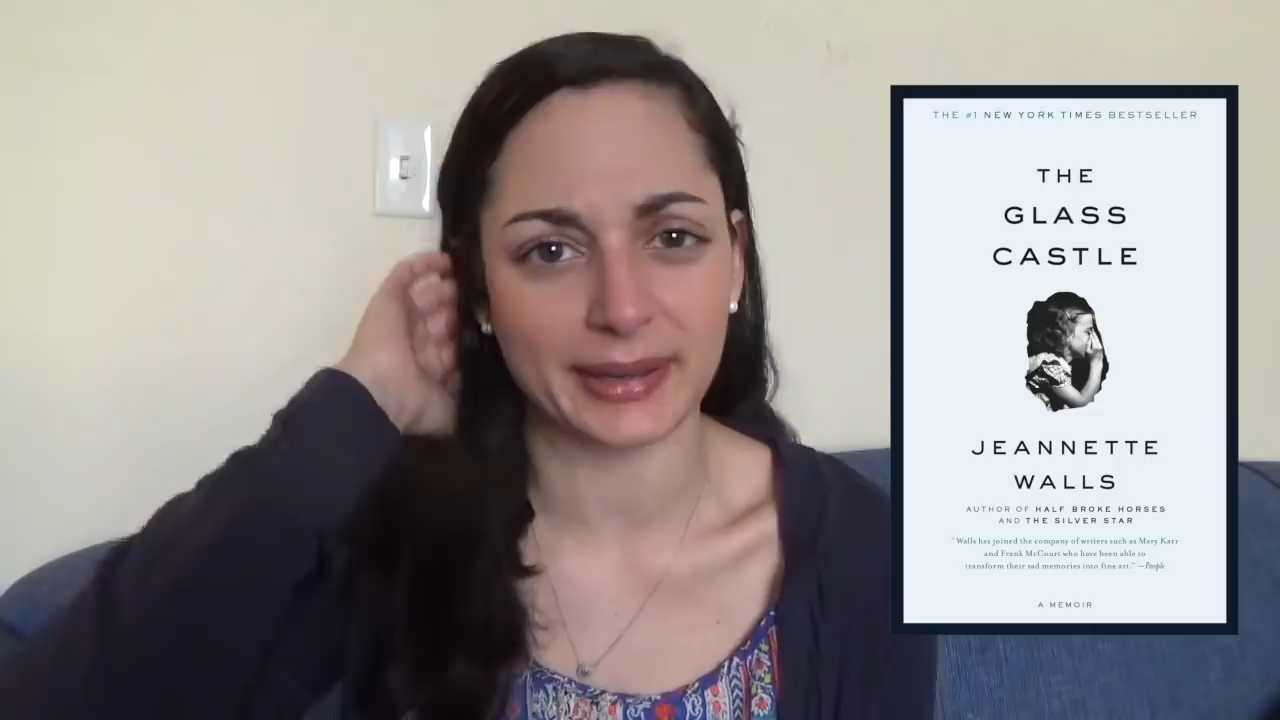 THE #1 NEW YORK TIMES BESTSELLER
THE
GLASS
CASTLE
JEANNETTE
WALLS
AUTHOR OF HALF BROKE HORSES
AND THE SILVER STAR
"Walls has joined the company of writers such as Mary Karr
and Frank McCourt who have been able to
transform their sad memories into fine art." —People
A MEMOIR